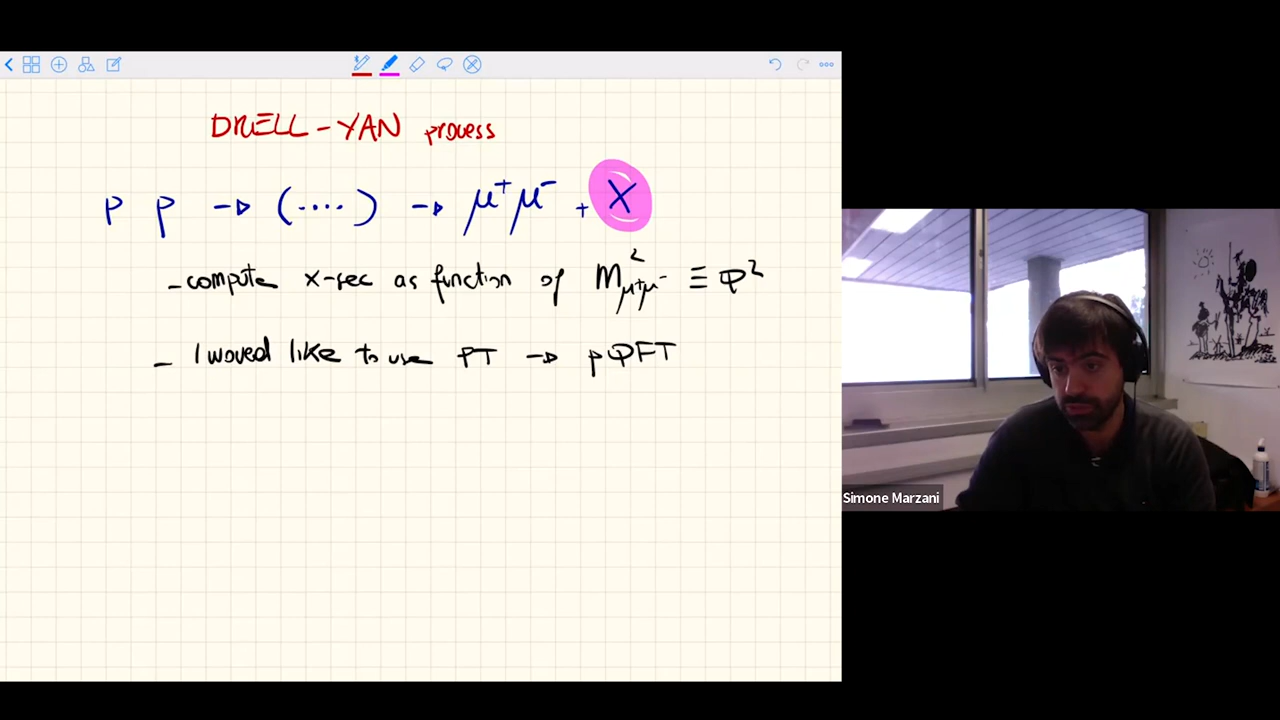 DRELL-YAN process
p p → (....) → μ⁺μ⁻ + X
- compute x-sec as function of M²μ⁺μ⁻ ≡ Q²
- I would like to use PT → pQFT
Simone Marzani